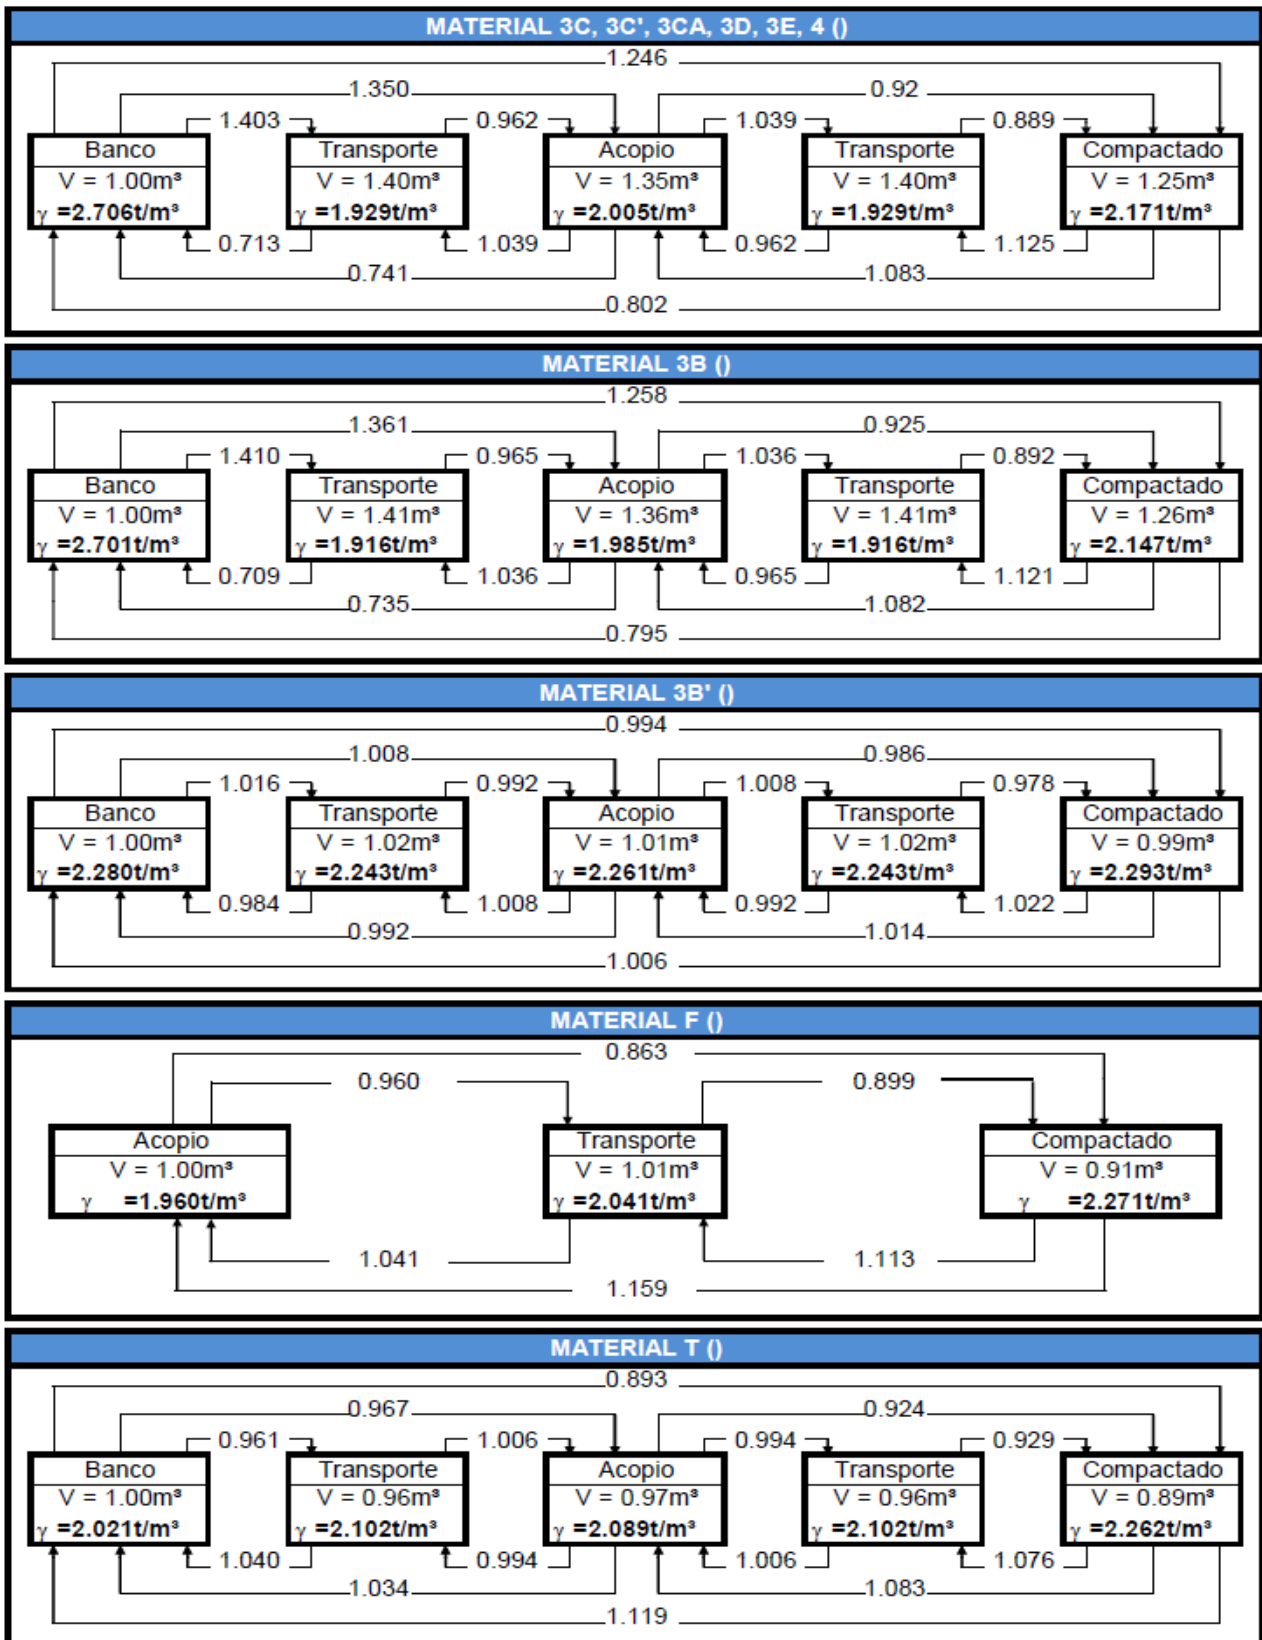 MATERIAL 3C, 3C', 3CA, 3D, 3E, 4 ()
1.246
1.350 0.92
1.403 0.962 1.039 0.889
Banco Transporte Acopio Transporte Compactado
V = 1.00m³ V = 1.40m³ V = 1.35m³ V = 1.40m³ V = 1.25m³
γ =2.706t/m³ γ =1.929t/m³ γ =2.005t/m³ γ =1.929t/m³ γ =2.171t/m³
0.713 1.039 0.962 1.125
0.741 1.083
0.802
MATERIAL 3B ()
1.258
1.361 0.925
1.410 0.965 1.036 0.892
Banco Transporte Acopio Transporte Compactado
V = 1.00m³ V = 1.41m³ V = 1.36m³ V = 1.41m³ V = 1.26m³
γ =2.701t/m³ γ =1.916t/m³ γ =1.985t/m³ γ =1.916t/m³ γ =2.147t/m³
0.709 1.036 0.965 1.121
0.735 1.082
0.795
MATERIAL 3B' ()
0.994
1.008 0.986
1.016 0.992 1.008 0.978
Banco Transporte Acopio Transporte Compactado
V = 1.00m³ V = 1.02m³ V = 1.01m³ V = 1.02m³ V = 0.99m³
γ =2.280t/m³ γ =2.243t/m³ γ =2.261t/m³ γ =2.243t/m³ γ =2.293t/m³
0.984 1.008 0.992 1.022
0.992 1.014
1.006
MATERIAL F ()
0.863
0.960 0.899
Acopio Transporte Compactado
V = 1.00m³ V = 1.01m³ V = 0.91m³
γ =1.960t/m³ γ =2.041t/m³ γ =2.271t/m³
1.041 1.113
1.159
MATERIAL T ()
0.893
0.967 0.924
0.961 1.006 0.994 0.929
Banco Transporte Acopio Transporte Compactado
V = 1.00m³ V = 0.96m³ V = 0.97m³ V = 0.96m³ V = 0.89m³
γ =2.021t/m³ γ =2.102t/m³ γ =2.089t/m³ γ =2.102t/m³ γ =2.262t/m³
1.040 0.994 1.006 1.076
1.034 1.083
1.119